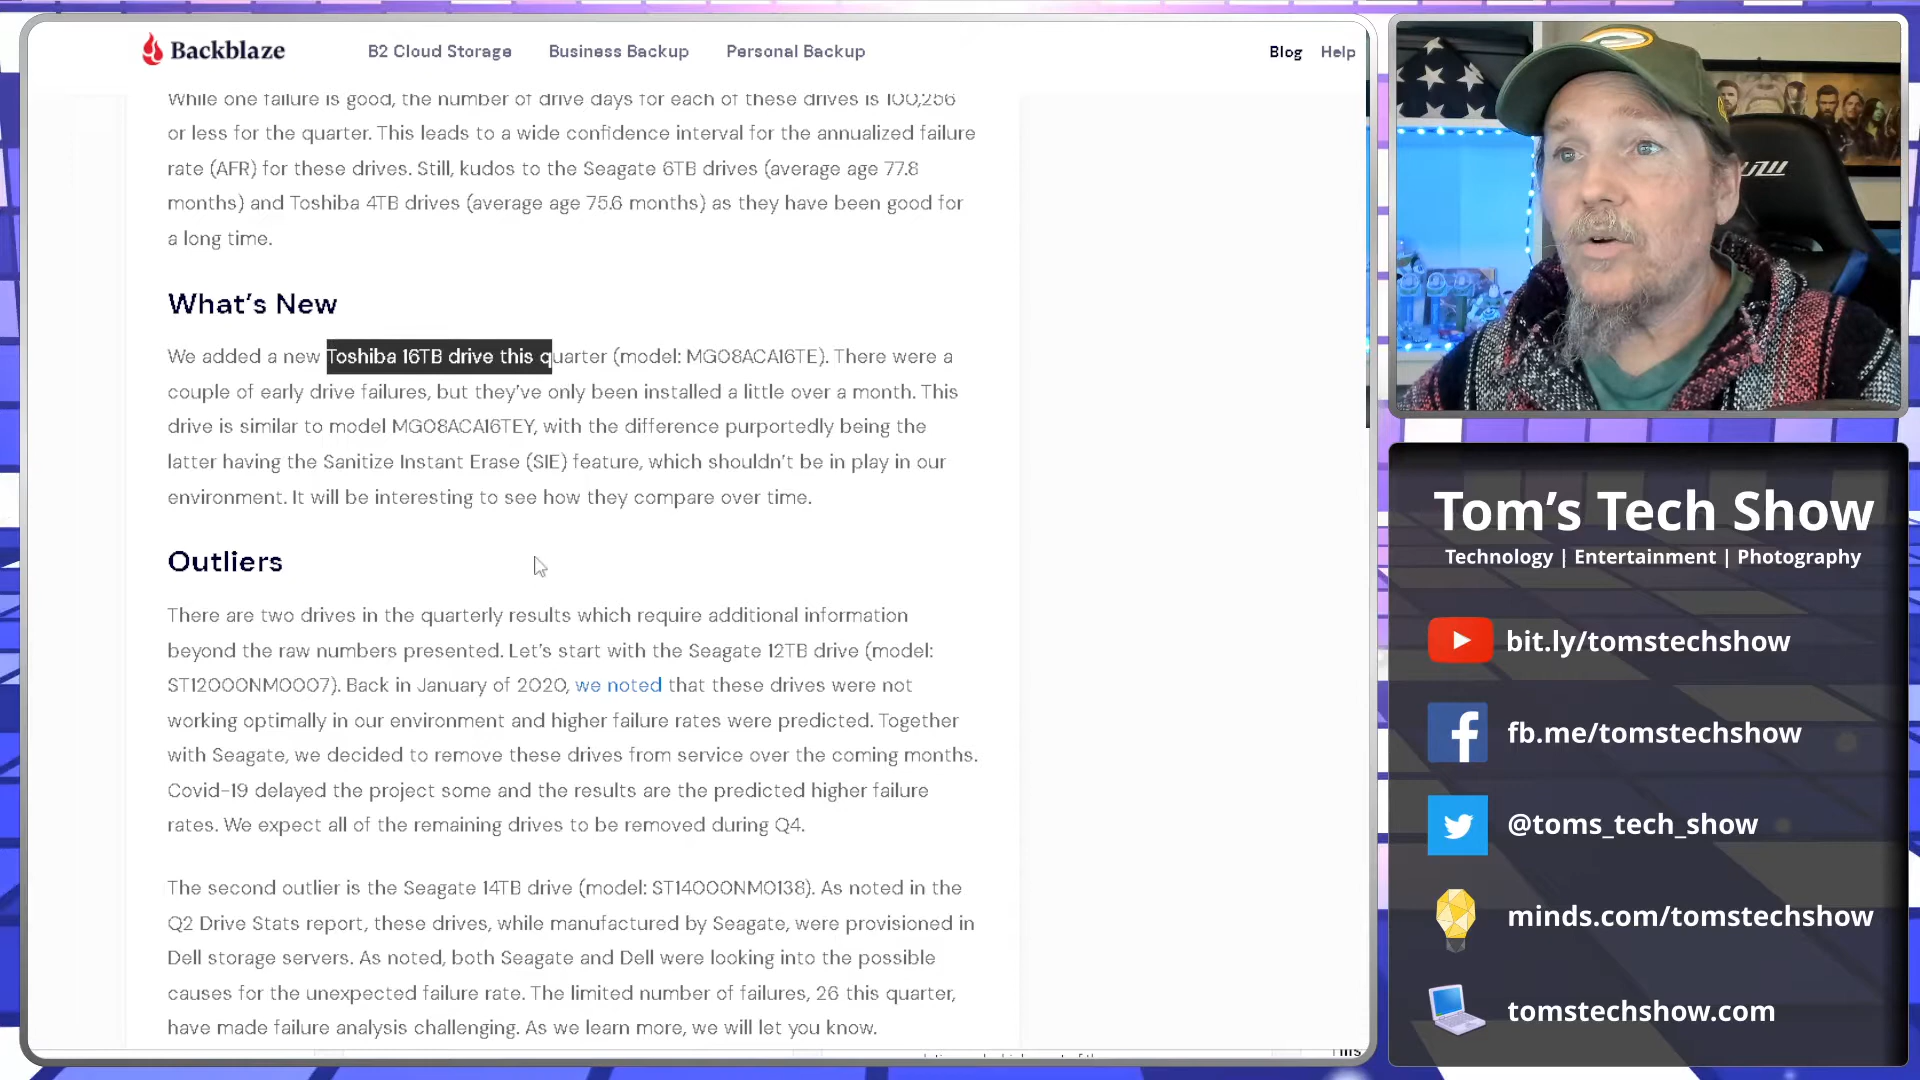 Backblaze
B2 Cloud Storage
Business Backup
Personal Backup
Blog
Help
While one failure is good, the number of drive days for each of these drives is 100,256
or less for the quarter. This leads to a wide confidence interval for the annualized failure
rate (AFR) for these drives. Still, kudos to the Seagate 6TB drives (average age 77.8
months) and Toshiba 4TB drives (average age 75.6 months) as they have been good for
a long time.
What's New
We added a new Toshiba 16TB drive this quarter (model: MG08ACA16TE). There were a
couple of early drive failures, but they've only been installed a little over a month. This
drive is similar to model MG08ACA16TEY, with the difference purportedly being the
latter having the Sanitize Instant Erase (SIE) feature, which shouldn't be in play in our
environment. It will be interesting to see how they compare over time.
Outliers
There are two drives in the quarterly results which require additional information
beyond the raw numbers presented. Let's start with the Seagate 12TB drive (model:
ST12000NM0007). Back in January of 2020, we noted that these drives were not
working optimally in our environment and higher failure rates were predicted. Together
with Seagate, we decided to remove these drives from service over the coming months.
Covid-19 delayed the project some and the results are the predicted higher failure
rates. We expect all of the remaining drives to be removed during Q4.
The second outlier is the Seagate 14TB drive (model: ST14000NM0138). As noted in the
Q2 Drive Stats report, these drives, while manufactured by Seagate, were provisioned in
Dell storage servers. As noted, both Seagate and Dell were looking into the possible
causes for the unexpected failure rate. The limited number of failures, 26 this quarter,
have made failure analysis challenging. As we learn more, we will let you know.
Tom's Tech Show
Technology | Entertainment | Photography
bit.ly/tomstechshow
fb.me/tomstechshow
@toms_tech_show
minds.com/tomstechshow
tomstechshow.com